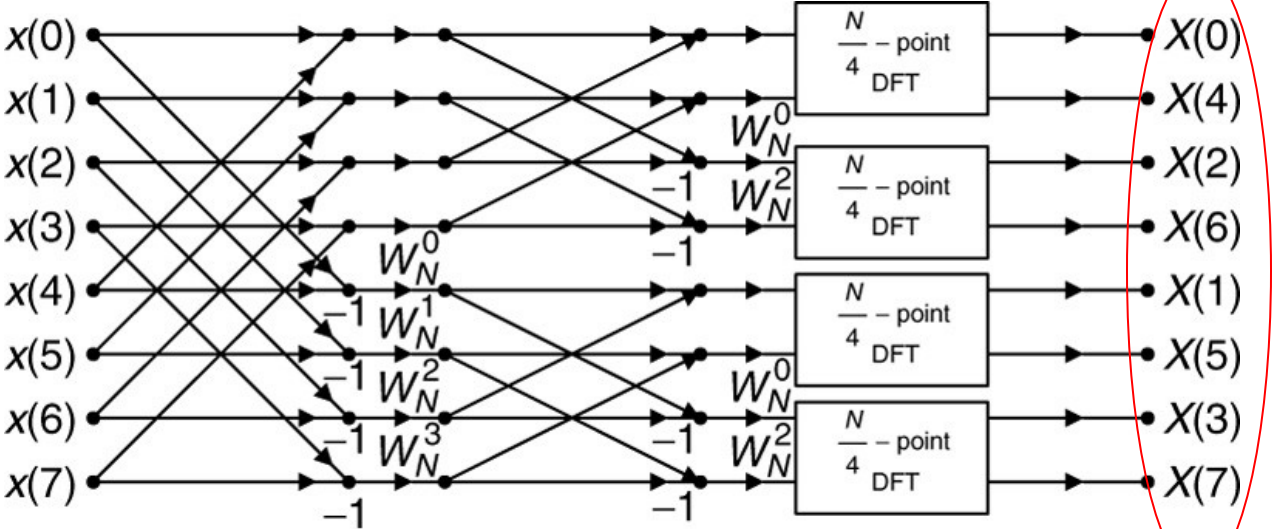 x(0) N/4 – point DFT X(0)
x(1) X(4)
W_N^0
x(2) –1 N/4 – point DFT X(2)
W_N^2
x(3) –1 X(6)
W_N^0
x(4) –1 N/4 – point DFT X(1)
W_N^1
x(5) –1 X(5)
W_N^2 W_N^0
x(6) –1 –1 N/4 – point DFT X(3)
W_N^3 W_N^2
x(7) –1 –1 X(7)